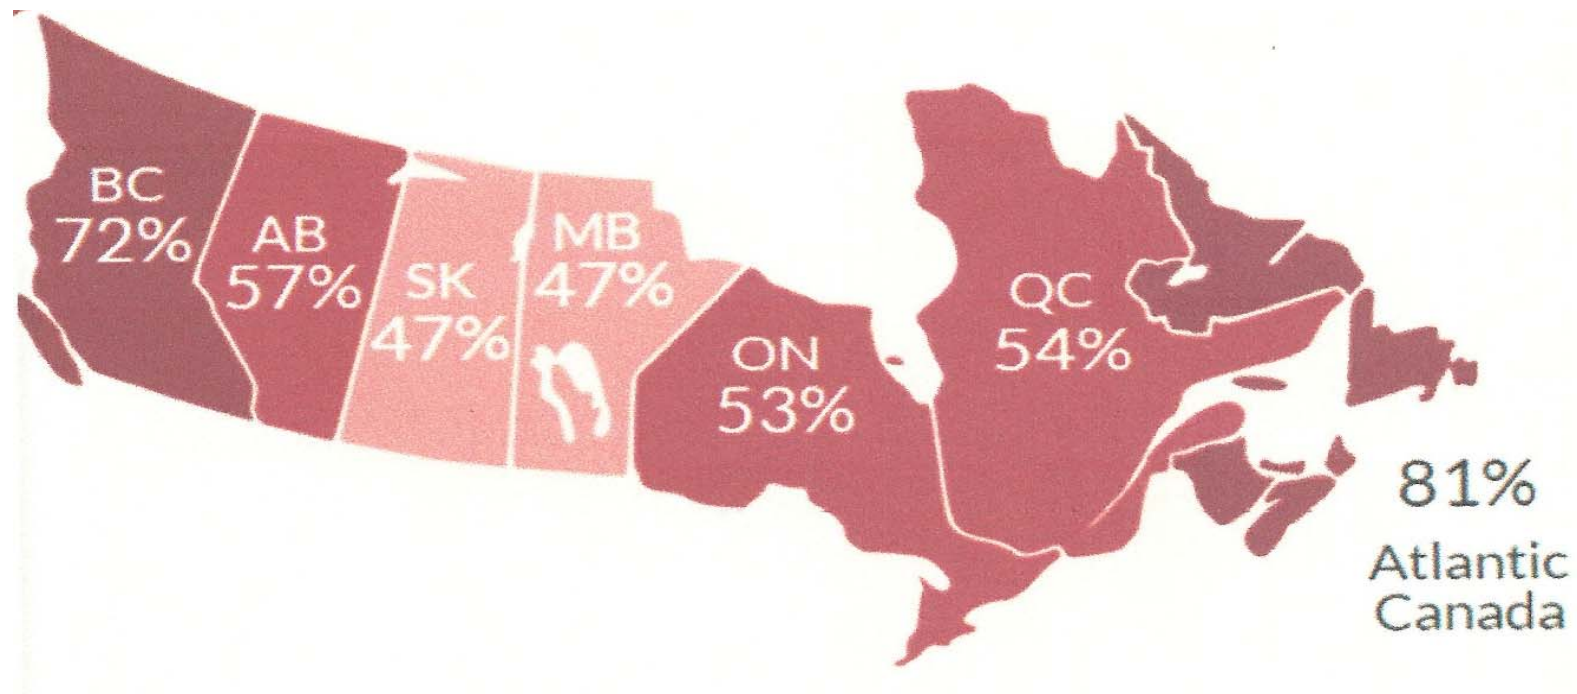 BC
72%
AB
57%
SK
47%
MB
47%
ON
53%
QC
54%
81%
Atlantic
Canada